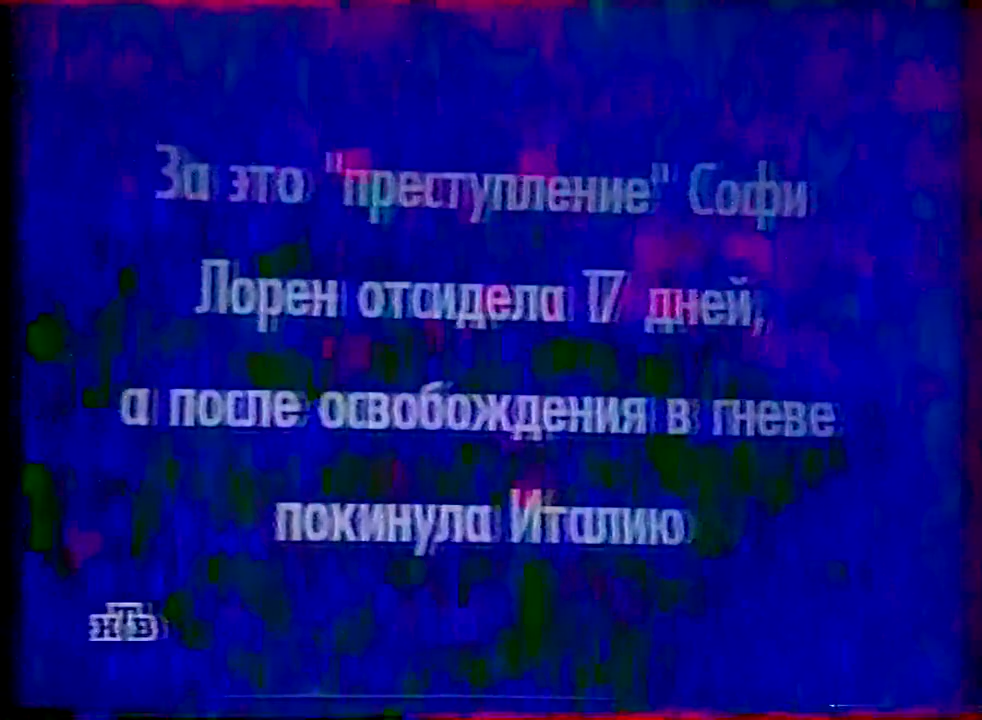 За это "преступление" Софи
Лорен отсидела 17 дней,
а после освобождения в гневе
покинула Италию
НТВ